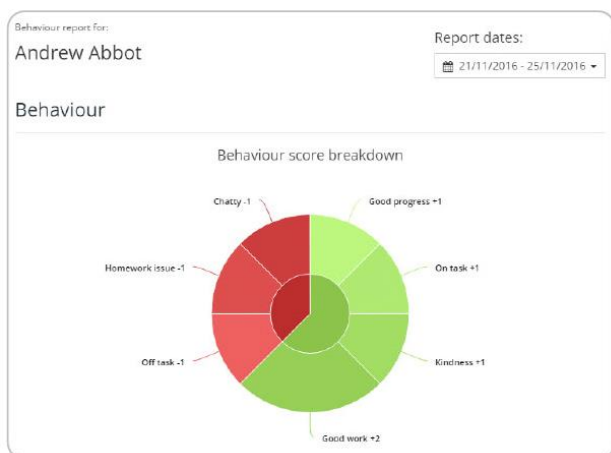 Behaviour report for:
Andrew Abbot
Report dates:
21/11/2016 - 25/11/2016
Behaviour
Behaviour score breakdown
Chatty -1
Good progress +1
Homework issue -1
On task +1
Off task -1
Kindness +1
Good work +2